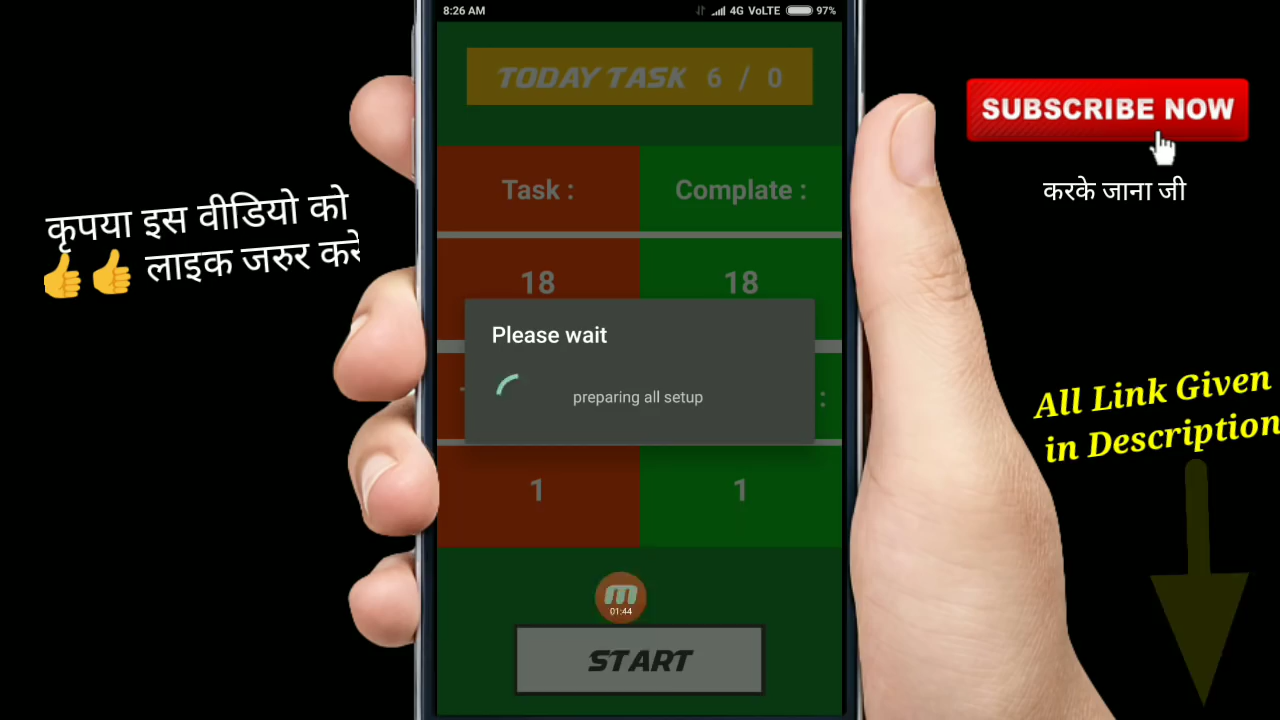 8:26 AM
4G VoLTE
97%
TODAY TASK 6 / 0
SUBSCRIBE NOW
करके जाना जी
कृपया इस वीडियो को
👍👍 लाइक जरुर करे
Task :
Complate :
18
18
Please wait
preparing all setup
:
1
1
All Link Given
in Description
m
01:44
START